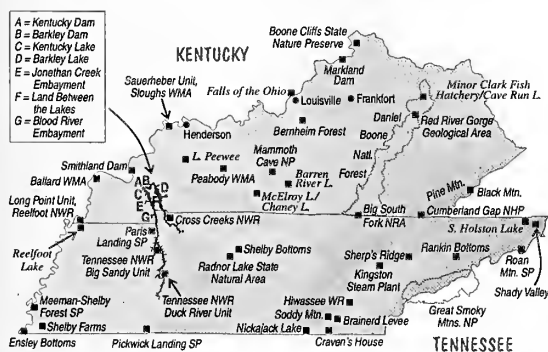 A = Kentucky Dam
B = Barkley Dam
C = Kentucky Lake
D = Barkley Lake
E = Jonethan Creek
Embayment
F = Land Between
the Lakes
G = Blood River
Embayment
KENTUCKY
Boone Cliffs State
Nature Preserve
Markland
Dam
Sauerheber Unit,
Sloughs WMA
Falls of the Ohio
Louisville
Frankfort
Minor Clark Fish
Hatchery/Cave Run L.
Henderson
Bernheim Forest
Daniel
Boone
Natl.
Forest
Red River Gorge
Geological Area
L. Peewee
Mammoth
Cave NP
Smithland Dam
Peabody WMA
Barren
River L.
Ballard WMA
A
B
C
D
E
F
G
McElroy L./
Chaney L.
Pine Mtn.
Black Mtn.
Long Point Unit,
Reelfoot NWR
Cross Creeks NWR
Big South
Fork NRA
Cumberland Gap NHP
S. Holston Lake
Paris
Landing SP
Reelfoot
Lake
Shelby Bottoms
Tennessee NWR
Big Sandy Unit
Radnor Lake State
Natural Area
Sherp's Ridge
Rankin Bottoms
Roan
Mtn. SP
Kingston
Steam Plant
Shady Valley
Meeman-Shelby
Forest SP
Tennessee NWR
Duck River Unit
Hiwassee WR
Great Smoky
Mtns. NP
Soddy Mtn.
Shelby Farms
Brainerd Levee
Ensley Bottoms
Pickwick Landing SP
Nickajack Lake
Craven's House
TENNESSEE